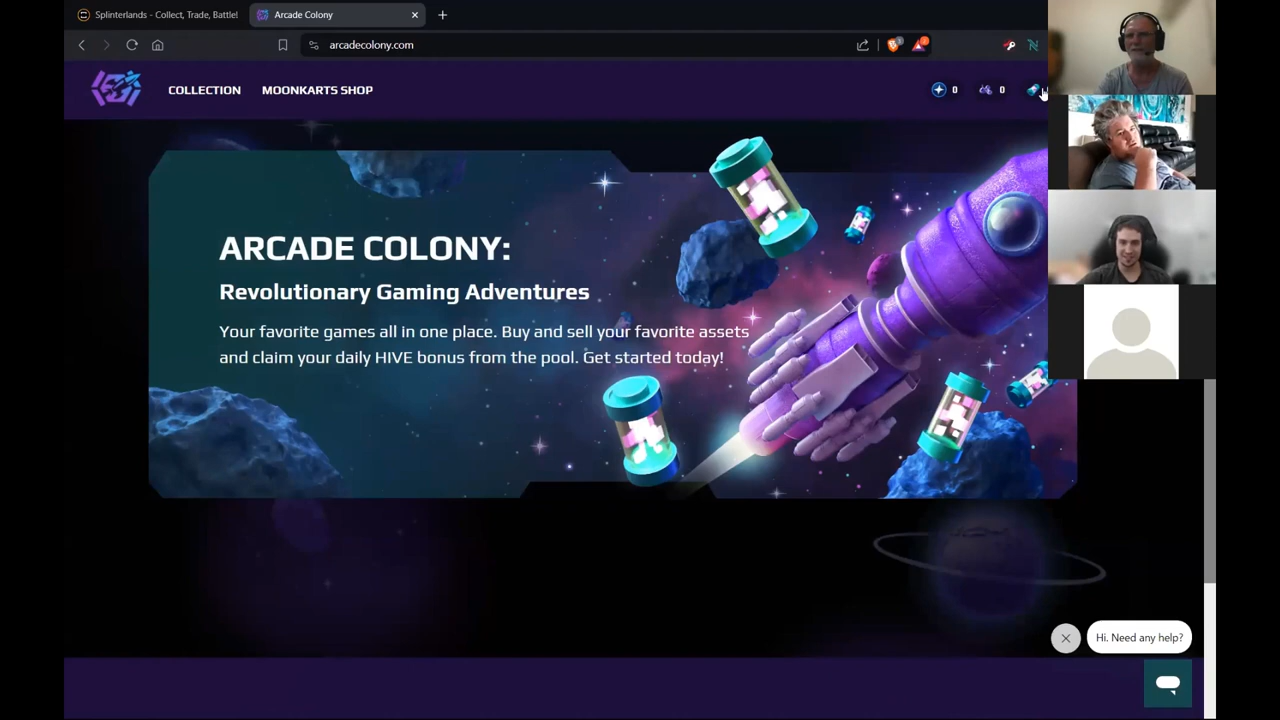 Splinterlands - Collect, Trade, Battle!
Arcade Colony
arcadecolony.com
COLLECTION
MOONKARTS SHOP
0
0
ARCADE COLONY:
Revolutionary Gaming Adventures
Your favorite games all in one place. Buy and sell your favorite assets
and claim your daily HIVE bonus from the pool. Get started today!
Hi. Need any help?